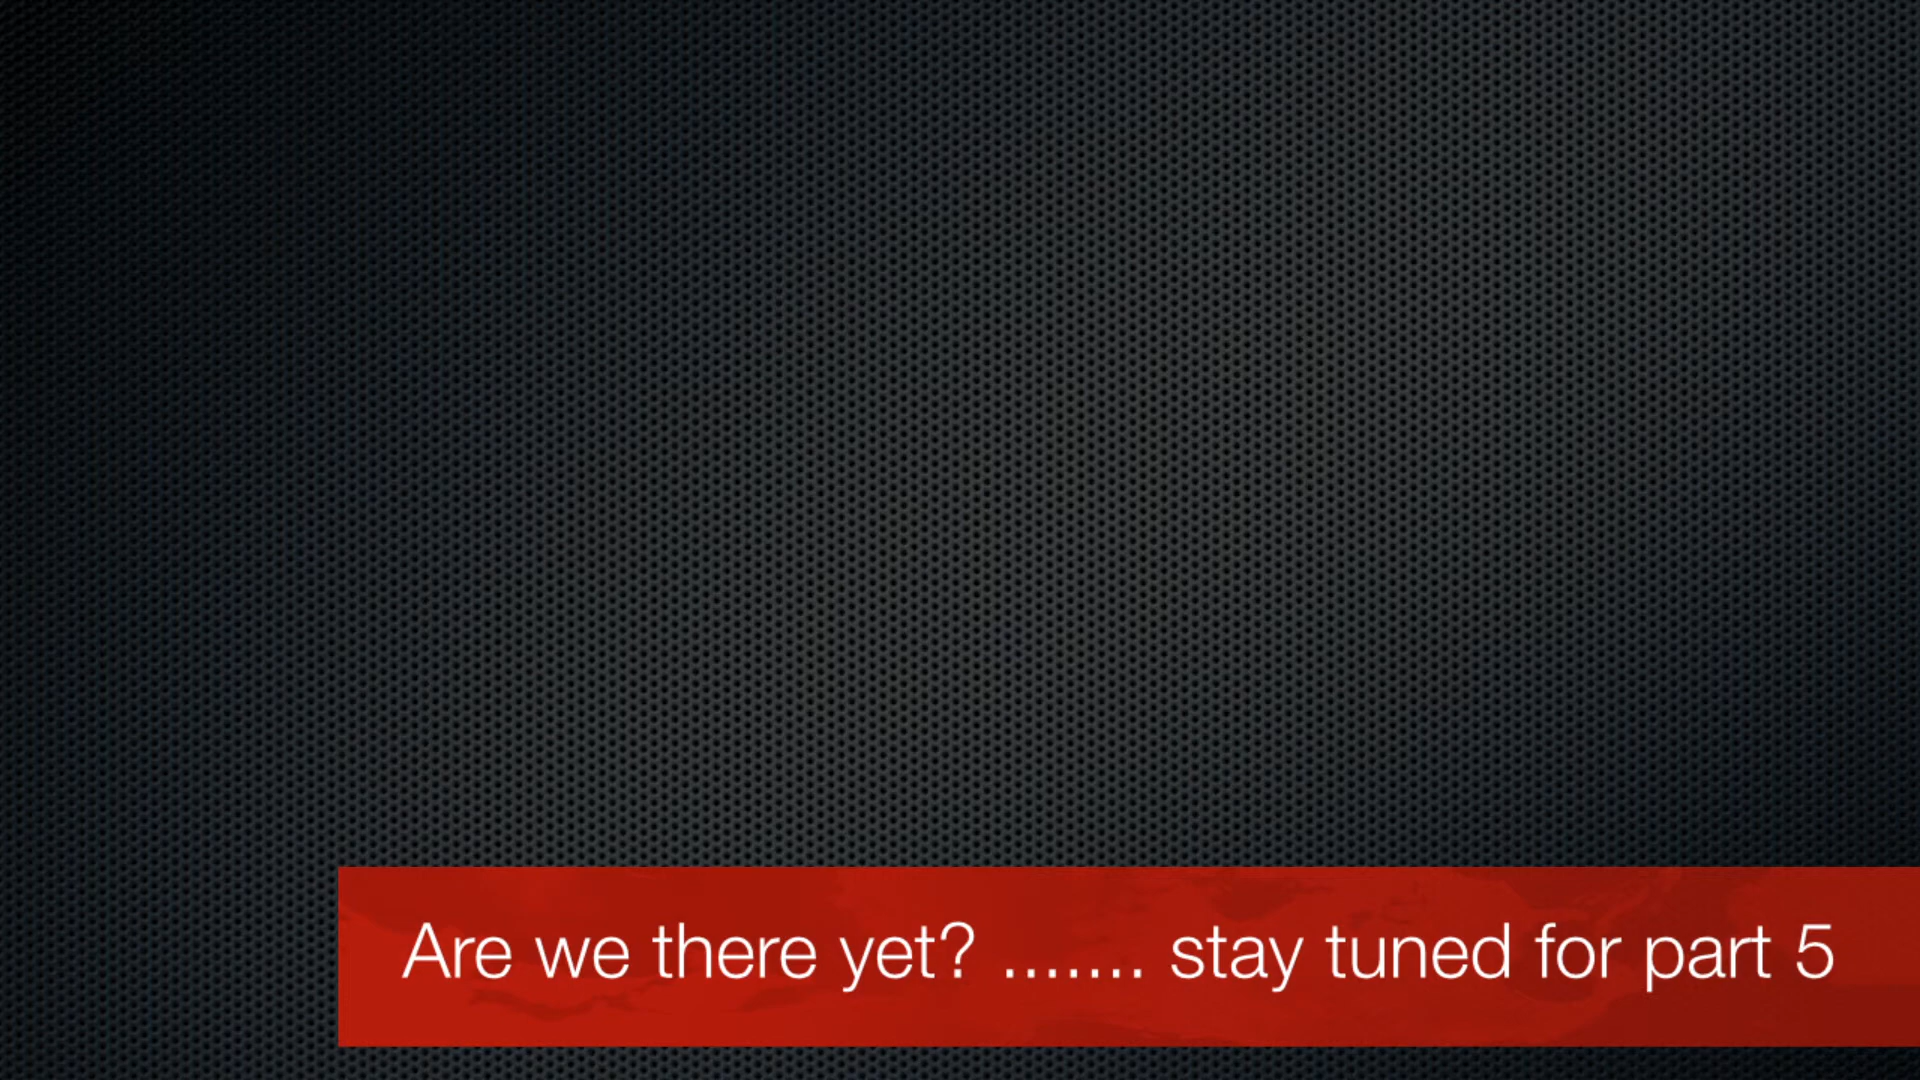 Are we there yet? ....... stay tuned for part 5